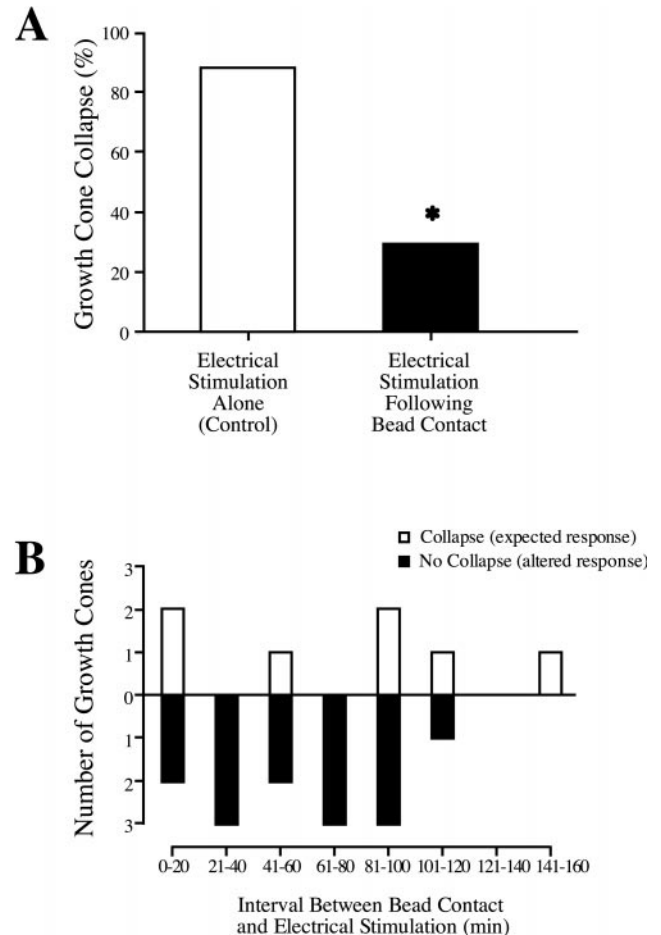 A
Growth Cone Collapse (%)
100
80
60
40
20
0
*
Electrical
Stimulation
Alone
(Control)
Electrical
Stimulation
Following
Bead Contact
B
Collapse (expected response)
No Collapse (altered response)
Number of Growth Cones
3
2
1
0
1
2
3
0-20 21-40 41-60 61-80 81-100 101-120 121-140 141-160
Interval Between Bead Contact
and Electrical Stimulation (min)